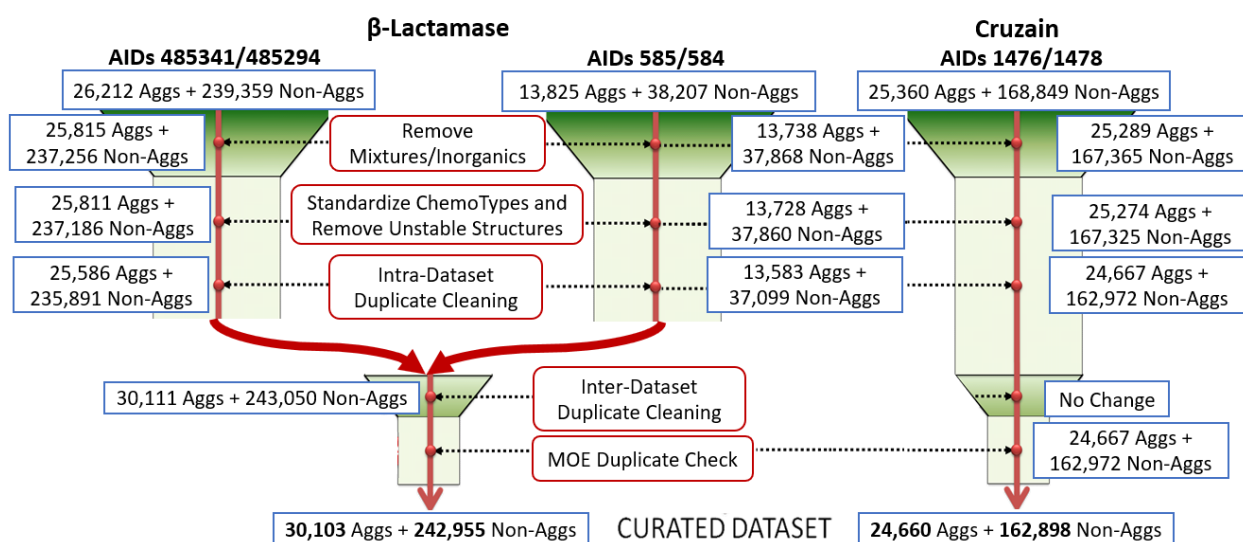 β-Lactamase
Cruzain
AIDs 485341/485294
AIDs 585/584
AIDs 1476/1478
26,212 Aggs + 239,359 Non-Aggs
13,825 Aggs + 38,207 Non-Aggs
25,360 Aggs + 168,849 Non-Aggs
25,815 Aggs +
237,256 Non-Aggs
Remove
Mixtures/Inorganics
13,738 Aggs +
37,868 Non-Aggs
25,289 Aggs +
167,365 Non-Aggs
25,811 Aggs +
237,186 Non-Aggs
Standardize ChemoTypes and
Remove Unstable Structures
13,728 Aggs +
37,860 Non-Aggs
25,274 Aggs +
167,325 Non-Aggs
25,586 Aggs +
235,891 Non-Aggs
Intra-Dataset
Duplicate Cleaning
13,583 Aggs +
37,099 Non-Aggs
24,667 Aggs +
162,972 Non-Aggs
30,111 Aggs + 243,050 Non-Aggs
Inter-Dataset
Duplicate Cleaning
No Change
MOE Duplicate Check
24,667 Aggs +
162,972 Non-Aggs
30,103 Aggs + 242,955 Non-Aggs
CURATED DATASET
24,660 Aggs + 162,898 Non-Aggs